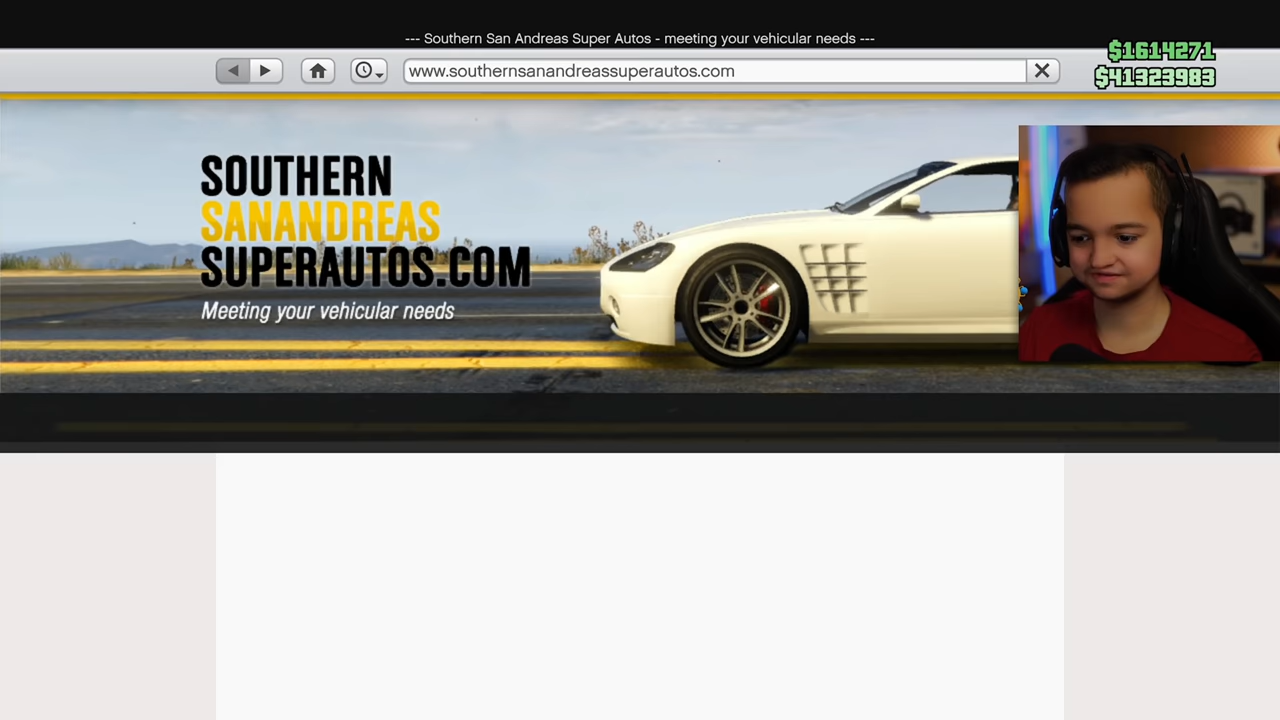 --- Southern San Andreas Super Autos - meeting your vehicular needs ---
www.southernsanandreassuperautos.com
$1614271
$41323983
SOUTHERN
SANANDREAS
SUPERAUTOS.COM
Meeting your vehicular needs